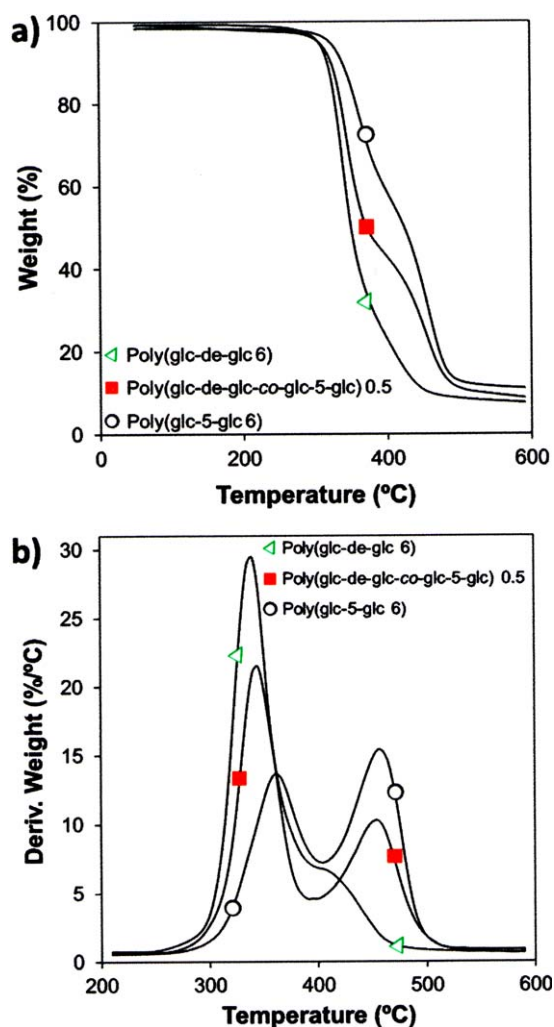 a)
100
80
60
40
20
0
Weight (%)
Poly(glc-de-glc 6)
Poly(glc-de-glc-co-glc-5-glc) 0.5
Poly(glc-5-glc 6)
0
200
400
600
Temperature (ºC)
b)
30
25
20
15
10
5
0
Deriv. Weight (%/ºC)
Poly(glc-de-glc 6)
Poly(glc-de-glc-co-glc-5-glc) 0.5
Poly(glc-5-glc 6)
200
300
400
500
600
Temperature (ºC)